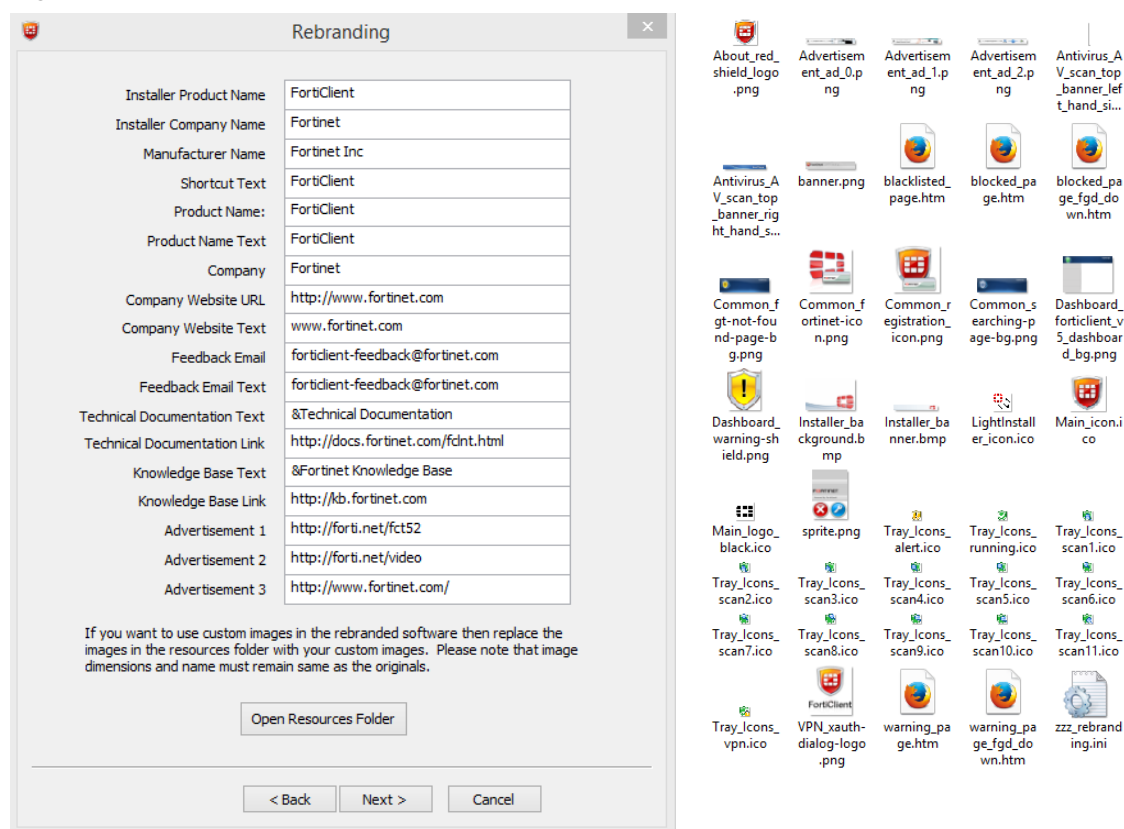 Rebranding
Installer Product Name FortiClient
Installer Company Name Fortinet
Manufacturer Name Fortinet Inc
Shortcut Text FortiClient
Product Name: FortiClient
Product Name Text FortiClient
Company Fortinet
Company Website URL http://www.fortinet.com
Company Website Text www.fortinet.com
Feedback Email forticlient-feedback@fortinet.com
Feedback Email Text forticlient-feedback@fortinet.com
Technical Documentation Text &Technical Documentation
Technical Documentation Link http://docs.fortinet.com/fclnt.html
Knowledge Base Text &Fortinet Knowledge Base
Knowledge Base Link http://kb.fortinet.com
Advertisement 1 http://forti.net/fct52
Advertisement 2 http://forti.net/video
Advertisement 3 http://www.fortinet.com/
If you want to use custom images in the rebranded software then replace the
images in the resources folder with your custom images. Please note that image
dimensions and name must remain same as the originals.
Open Resources Folder
< Back
Next >
Cancel
About_red_
shield_logo
.png
Advertisem
ent_ad_0.p
ng
Advertisem
ent_ad_1.p
ng
Advertisem
ent_ad_2.p
ng
Antivirus_A
V_scan_top
_banner_lef
t_hand_si...
Antivirus_A
V_scan_top
_banner_rig
ht_hand_s...
banner.png
blacklisted_
page.htm
blocked_pa
ge.htm
blocked_pa
ge_fgd_do
wn.htm
Common_f
gt-not-fou
nd-page-b
g.png
Common_f
ortinet-ico
n.png
Common_r
egistration_
icon.png
Common_s
earching-p
age-bg.png
Dashboard_
forticlient_v
5_dashboar
d_bg.png
Dashboard_
warning-sh
ield.png
Installer_ba
ckground.b
mp
Installer_ba
nner.bmp
LightInstall
er_icon.ico
Main_icon.i
co
Main_logo_
black.ico
sprite.png
Tray_Icons_
alert.ico
Tray_Icons_
running.ico
Tray_Icons_
scan1.ico
Tray_Icons_
scan2.ico
Tray_Icons_
scan3.ico
Tray_Icons_
scan4.ico
Tray_Icons_
scan5.ico
Tray_Icons_
scan6.ico
Tray_Icons_
scan7.ico
Tray_Icons_
scan8.ico
Tray_Icons_
scan9.ico
Tray_Icons_
scan10.ico
Tray_Icons_
scan11.ico
Tray_Icons_
vpn.ico
FortiClient
VPN_xauth-
dialog-logo
.png
warning_pa
ge.htm
warning_pa
ge_fgd_do
wn.htm
zzz_rebrand
ing.ini